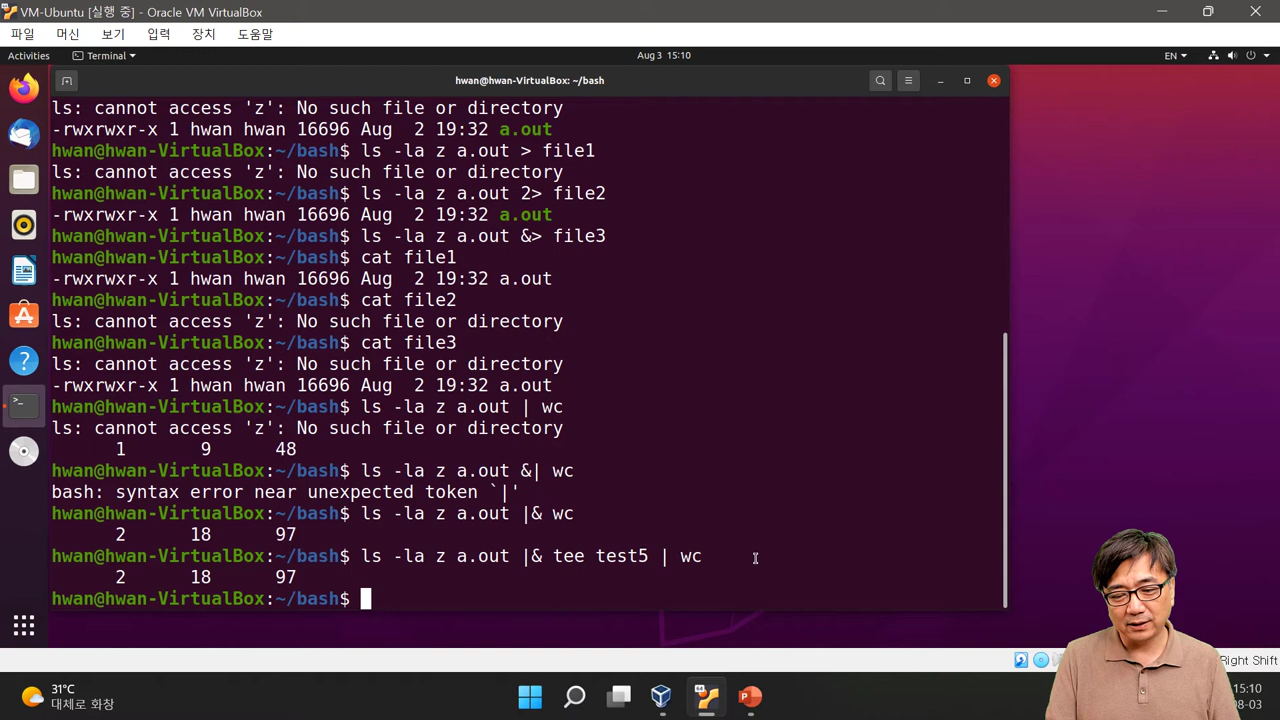 VM-Ubuntu [실행 중] - Oracle VM VirtualBox
파일 머신 보기 입력 장치 도움말
Activities Terminal Aug 3 15:10 EN
hwan@hwan-VirtualBox: ~/bash
ls: cannot access 'z': No such file or directory
-rwxrwxr-x 1 hwan hwan 16696 Aug  2 19:32 a.out
hwan@hwan-VirtualBox:~/bash$ ls -la z a.out > file1
ls: cannot access 'z': No such file or directory
hwan@hwan-VirtualBox:~/bash$ ls -la z a.out 2> file2
-rwxrwxr-x 1 hwan hwan 16696 Aug  2 19:32 a.out
hwan@hwan-VirtualBox:~/bash$ ls -la z a.out &> file3
hwan@hwan-VirtualBox:~/bash$ cat file1
-rwxrwxr-x 1 hwan hwan 16696 Aug  2 19:32 a.out
hwan@hwan-VirtualBox:~/bash$ cat file2
ls: cannot access 'z': No such file or directory
hwan@hwan-VirtualBox:~/bash$ cat file3
ls: cannot access 'z': No such file or directory
-rwxrwxr-x 1 hwan hwan 16696 Aug  2 19:32 a.out
hwan@hwan-VirtualBox:~/bash$ ls -la z a.out | wc
ls: cannot access 'z': No such file or directory
      1       9      48
hwan@hwan-VirtualBox:~/bash$ ls -la z a.out &| wc
bash: syntax error near unexpected token `|'
hwan@hwan-VirtualBox:~/bash$ ls -la z a.out |& wc
      2      18      97
hwan@hwan-VirtualBox:~/bash$ ls -la z a.out |& tee test5 | wc
      2      18      97
hwan@hwan-VirtualBox:~/bash$
Right Shift
31°C
대체로 화창
15:10
08-03